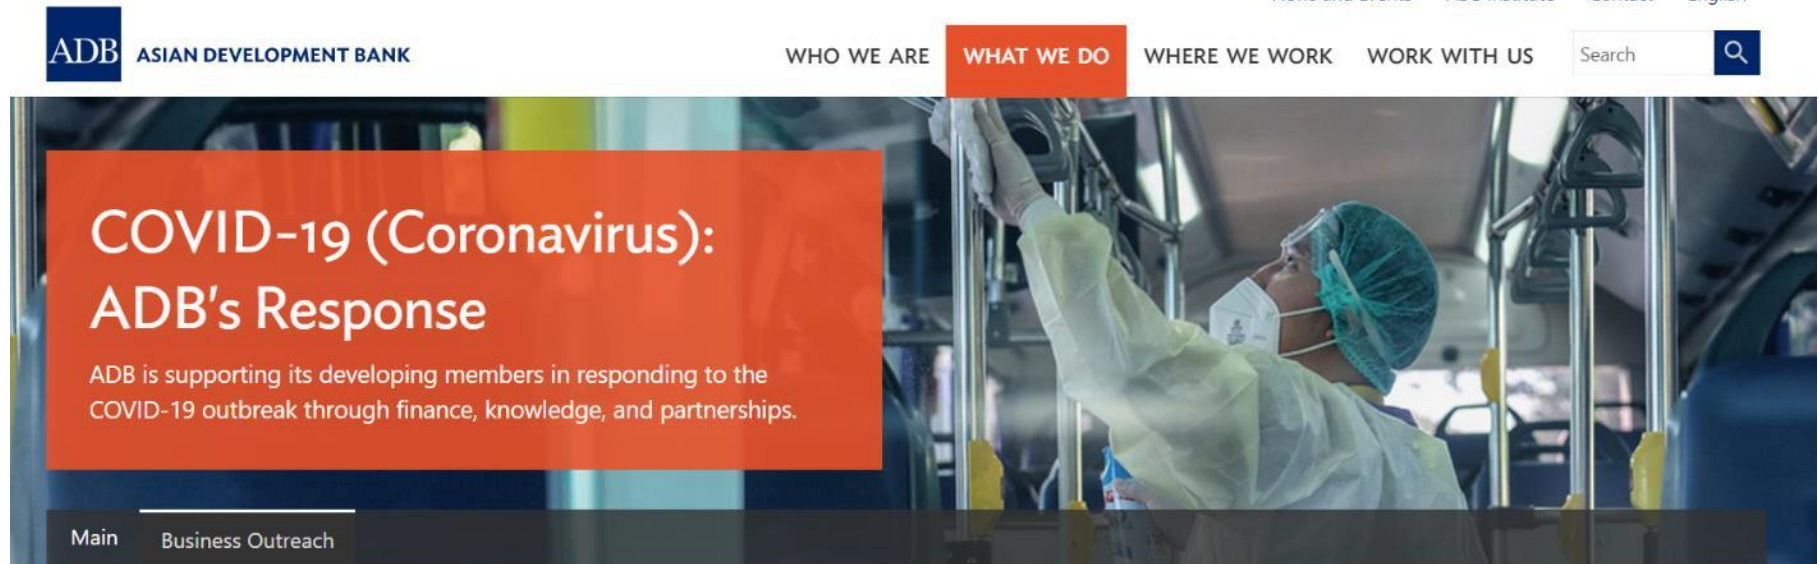 ADB ASIAN DEVELOPMENT BANK
WHO WE ARE WHAT WE DO WHERE WE WORK WORK WITH US Search
COVID-19 (Coronavirus):
ADB's Response
ADB is supporting its developing members in responding to the
COVID-19 outbreak through finance, knowledge, and partnerships.
Main Business Outreach